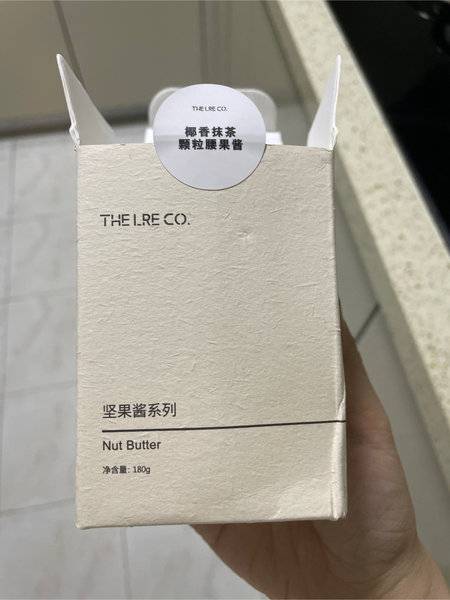 THE LRE CO.
椰香抹茶
颗粒腰果酱
THE LRE CO.
坚果酱系列
Nut Butter
净含量: 180g